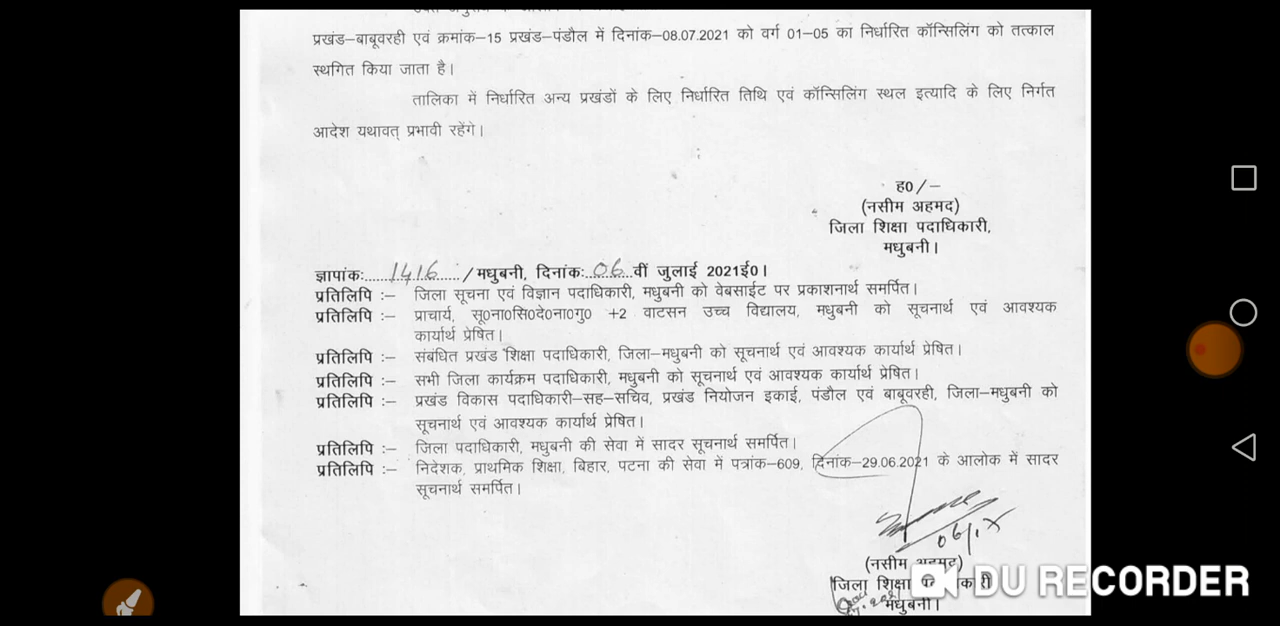 प्रखंड–बाबूवरही एवं क्रमांक–15 प्रखंड–पंडौल में दिनांक–08.07.2021 को वर्ग 01–05 का निर्धारित कॉन्सिलिंग को तत्काल
स्थगित किया जाता है।
तालिका में निर्धारित अन्य प्रखंडों के लिए निर्धारित तिथि एवं कॉन्सिलिंग स्थल इत्यादि के लिए निर्गत
आदेश यथावत् प्रभावी रहेंगे।
ह0/–
(नसीम अहमद)
जिला शिक्षा पदाधिकारी,
मधुबनी।
ज्ञापांकः......1416....../मधुबनी, दिनांकः..06..वीं जुलाई 2021ई0।
प्रतिलिपि :– जिला सूचना एवं विज्ञान पदाधिकारी, मधुबनी को वेबसाईट पर प्रकाशनार्थ समर्पित।
प्रतिलिपि :– प्राचार्य, सू0ना0सि0दे0ना0गु0 +2 वाटसन उच्च विद्यालय, मधुबनी को सूचनार्थ एवं आवश्यक
कार्यार्थ प्रेषित।
प्रतिलिपि :– संबंधित प्रखंड शिक्षा पदाधिकारी, जिला–मधुबनी को सूचनार्थ एवं आवश्यक कार्यार्थ प्रेषित।
प्रतिलिपि :– सभी जिला कार्यक्रम पदाधिकारी, मधुबनी को सूचनार्थ एवं आवश्यक कार्यार्थ प्रेषित।
प्रतिलिपि :– प्रखंड विकास पदाधिकारी–सह–सचिव, प्रखंड नियोजन इकाई, पंडौल एवं बाबूवरही, जिला–मधुबनी को
सूचनार्थ एवं आवश्यक कार्यार्थ प्रेषित।
प्रतिलिपि :– जिला पदाधिकारी, मधुबनी की सेवा में सादर सूचनार्थ समर्पित।
प्रतिलिपि :– निदेशक, प्राथमिक शिक्षा, बिहार, पटना की सेवा में पत्रांक–609, दिनांक–29.06.2021 के आलोक में सादर
सूचनार्थ समर्पित।
(नसीम अहमद)
जिला शिक्षा पदाधिकारी
मधुबनी।
DU RECORDER